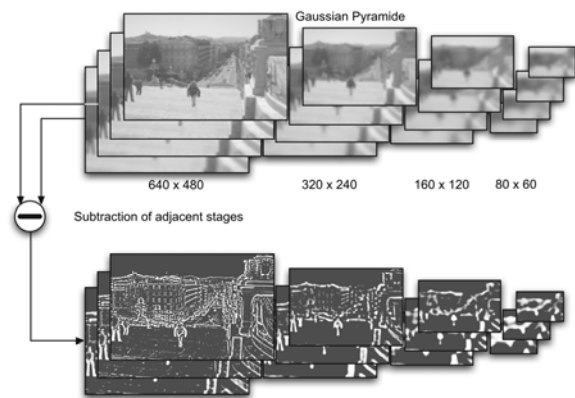 Gaussian Pyramide
640 x 480
320 x 240
160 x 120
80 x 60
Subtraction of adjacent stages